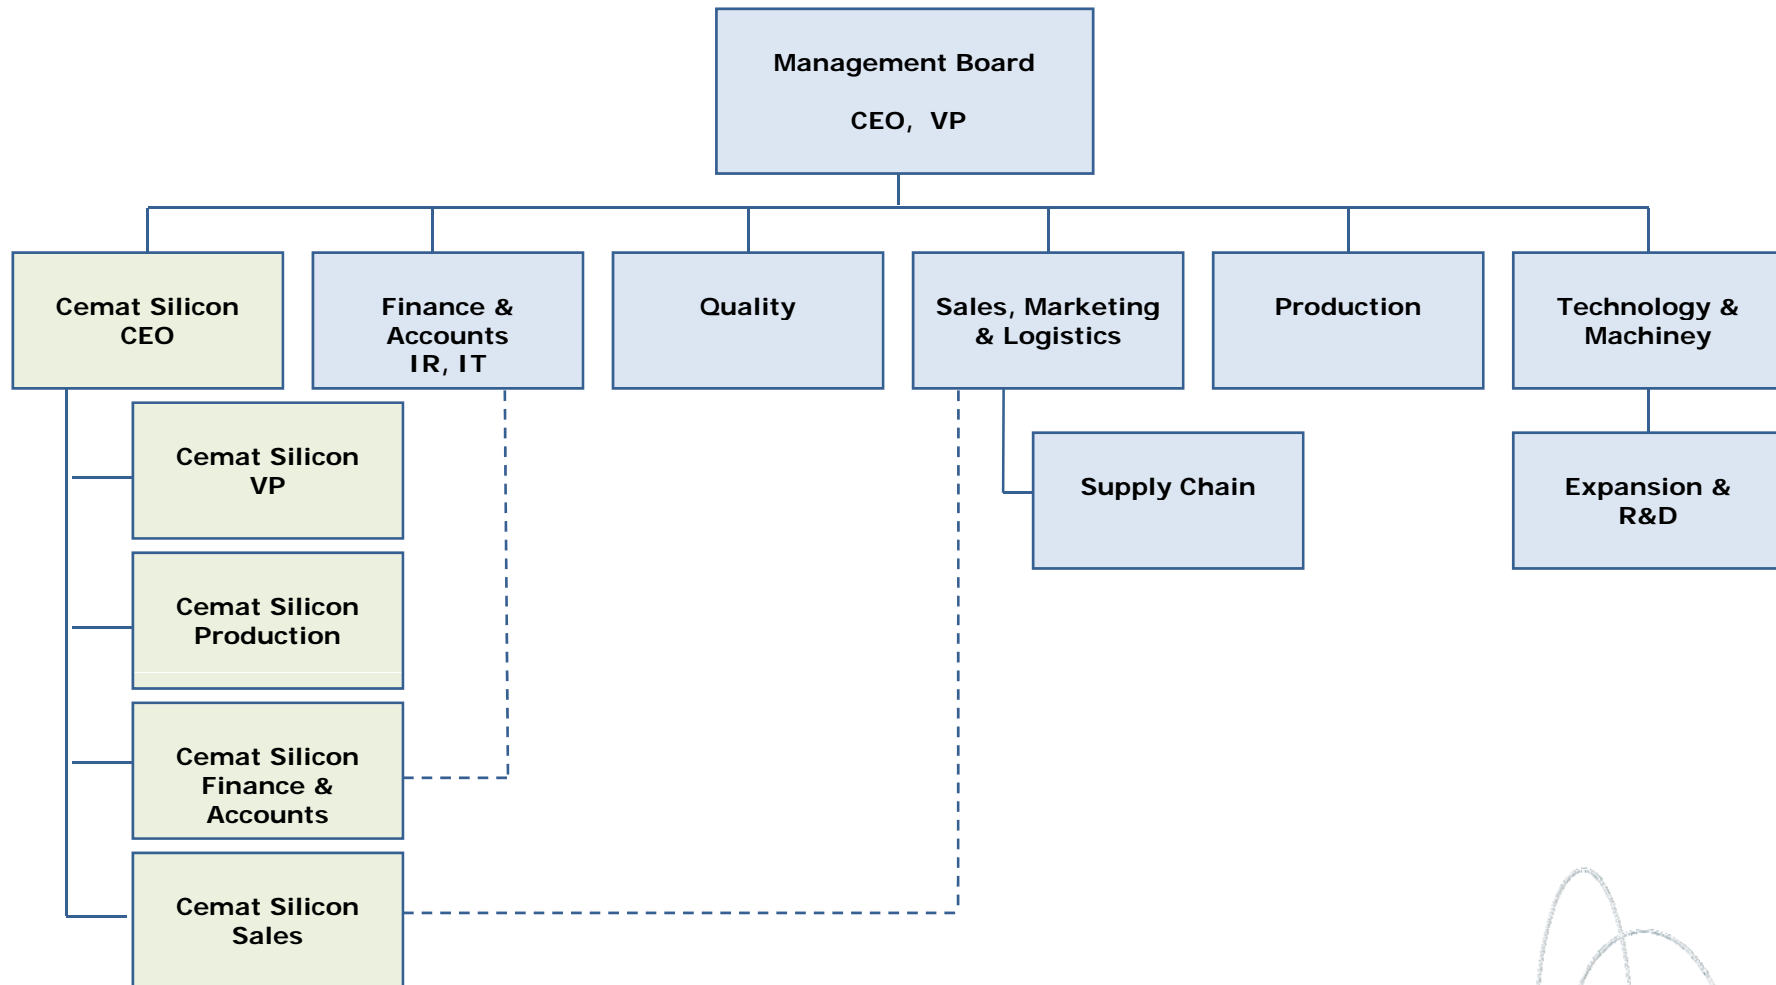 Management Board
CEO, VP
Cemat Silicon
CEO
Finance &
Accounts
IR, IT
Quality
Sales, Marketing
& Logistics
Production
Technology &
Machiney
Cemat Silicon
VP
Supply Chain
Expansion &
R&D
Cemat Silicon
Production
Cemat Silicon
Finance &
Accounts
Cemat Silicon
Sales